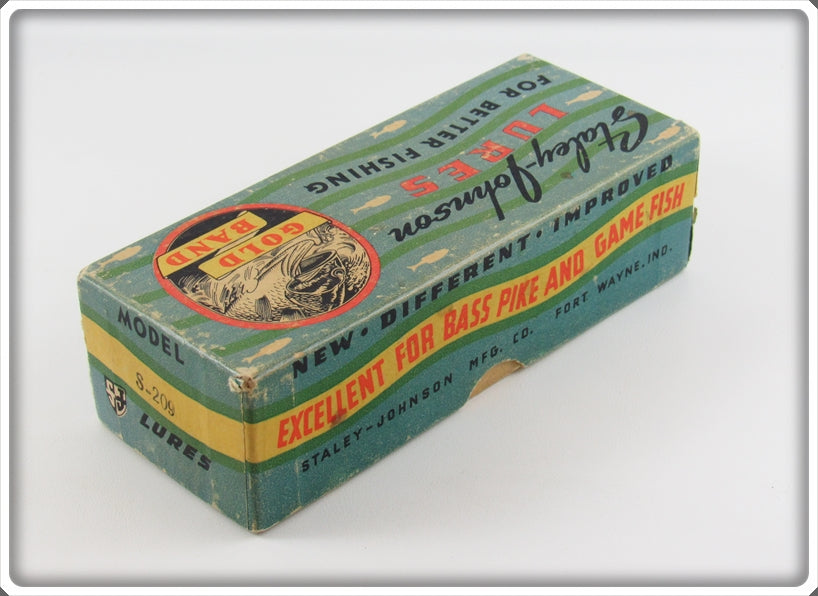 Staley-Johnson
LURES
FOR BETTER FISHING
GOLD
BAND
NEW • DIFFERENT • IMPROVED
EXCELLENT FOR BASS PIKE AND GAME FISH
STALEY-JOHNSON MFG. CO. FORT WAYNE, IND.
MODEL
S-209
SJ
LURES